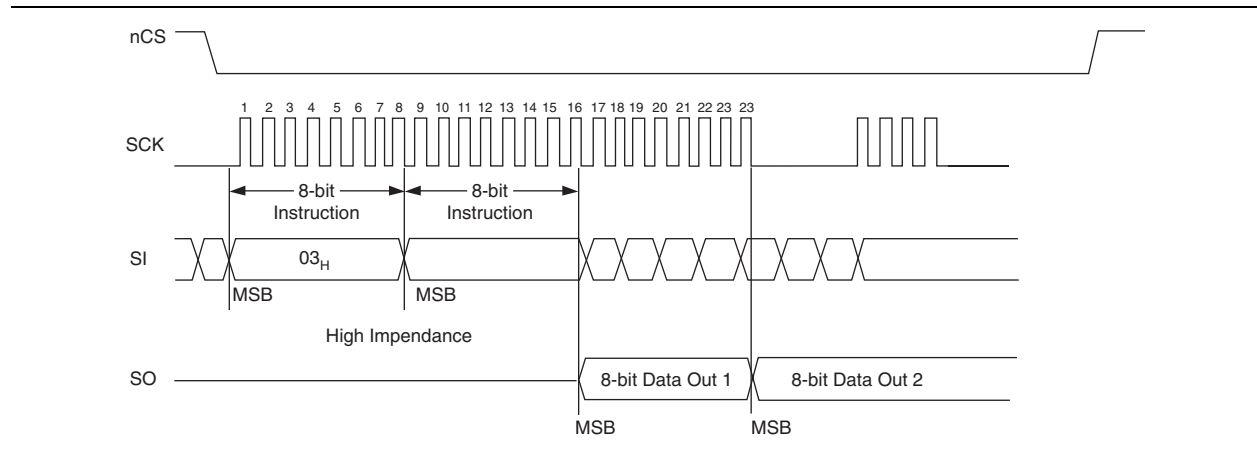 nCS
1 2 3 4 5 6 7 8 9 10 11 12 13 14 15 16 17 18 19 20 21 22 23 23
SCK
8-bit Instruction
8-bit Instruction
SI
03H
MSB
MSB
High Impendance
SO
8-bit Data Out 1
8-bit Data Out 2
MSB
MSB